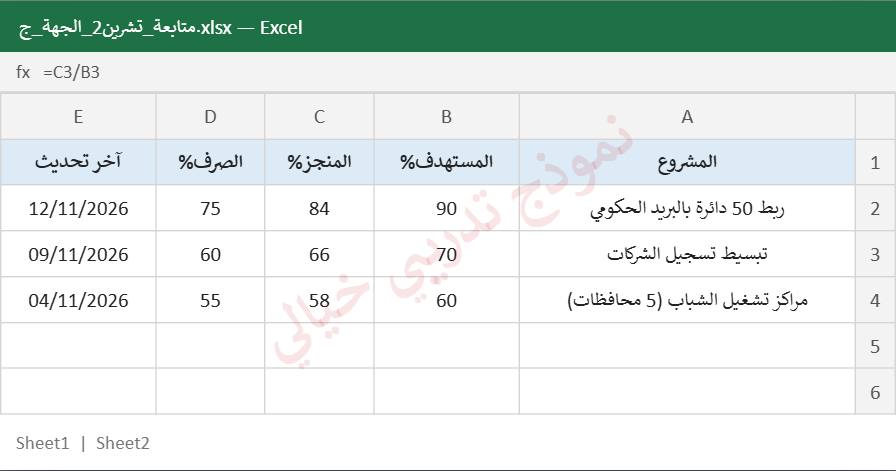 متابعة_تشرين2_الجهة_ج.xlsx — Excel
fx =C3/B3
A B C D E
1 المشروع المستهدف% المنجز% الصرف% آخر تحديث
2 ربط 50 دائرة بالبريد الحكومي 90 84 75 12/11/2026
3 تبسيط تسجيل الشركات 70 66 60 09/11/2026
4 مراكز تشغيل الشباب (5 محافظات) 60 58 55 04/11/2026
5
6
نموذج تدريبي خيالي
Sheet1 | Sheet2